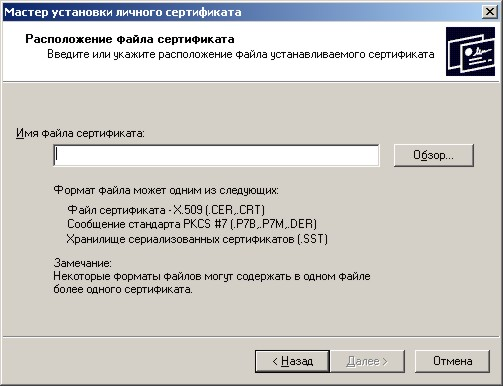 Мастер установки личного сертификата
Расположение файла сертификата
Введите или укажите расположение файла устанавливаемого сертификата
Имя файла сертификата:
Обзор...
Формат файла может одним из следующих:
Файл сертификата - X.509 (.CER,.CRT)
Сообщение стандарта PKCS #7 (.P7B,.P7M,.DER)
Хранилище сериализованных сертификатов (.SST)
Замечание:
Некоторые форматы файлов могут содержать в одном файле
более одного сертификата.
< Назад Далее > Отмена